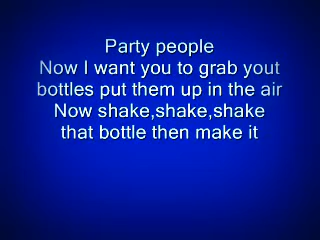 Party people
Now I want you to grab yout
bottles put them up in the air
Now shake,shake,shake
that bottle then make it